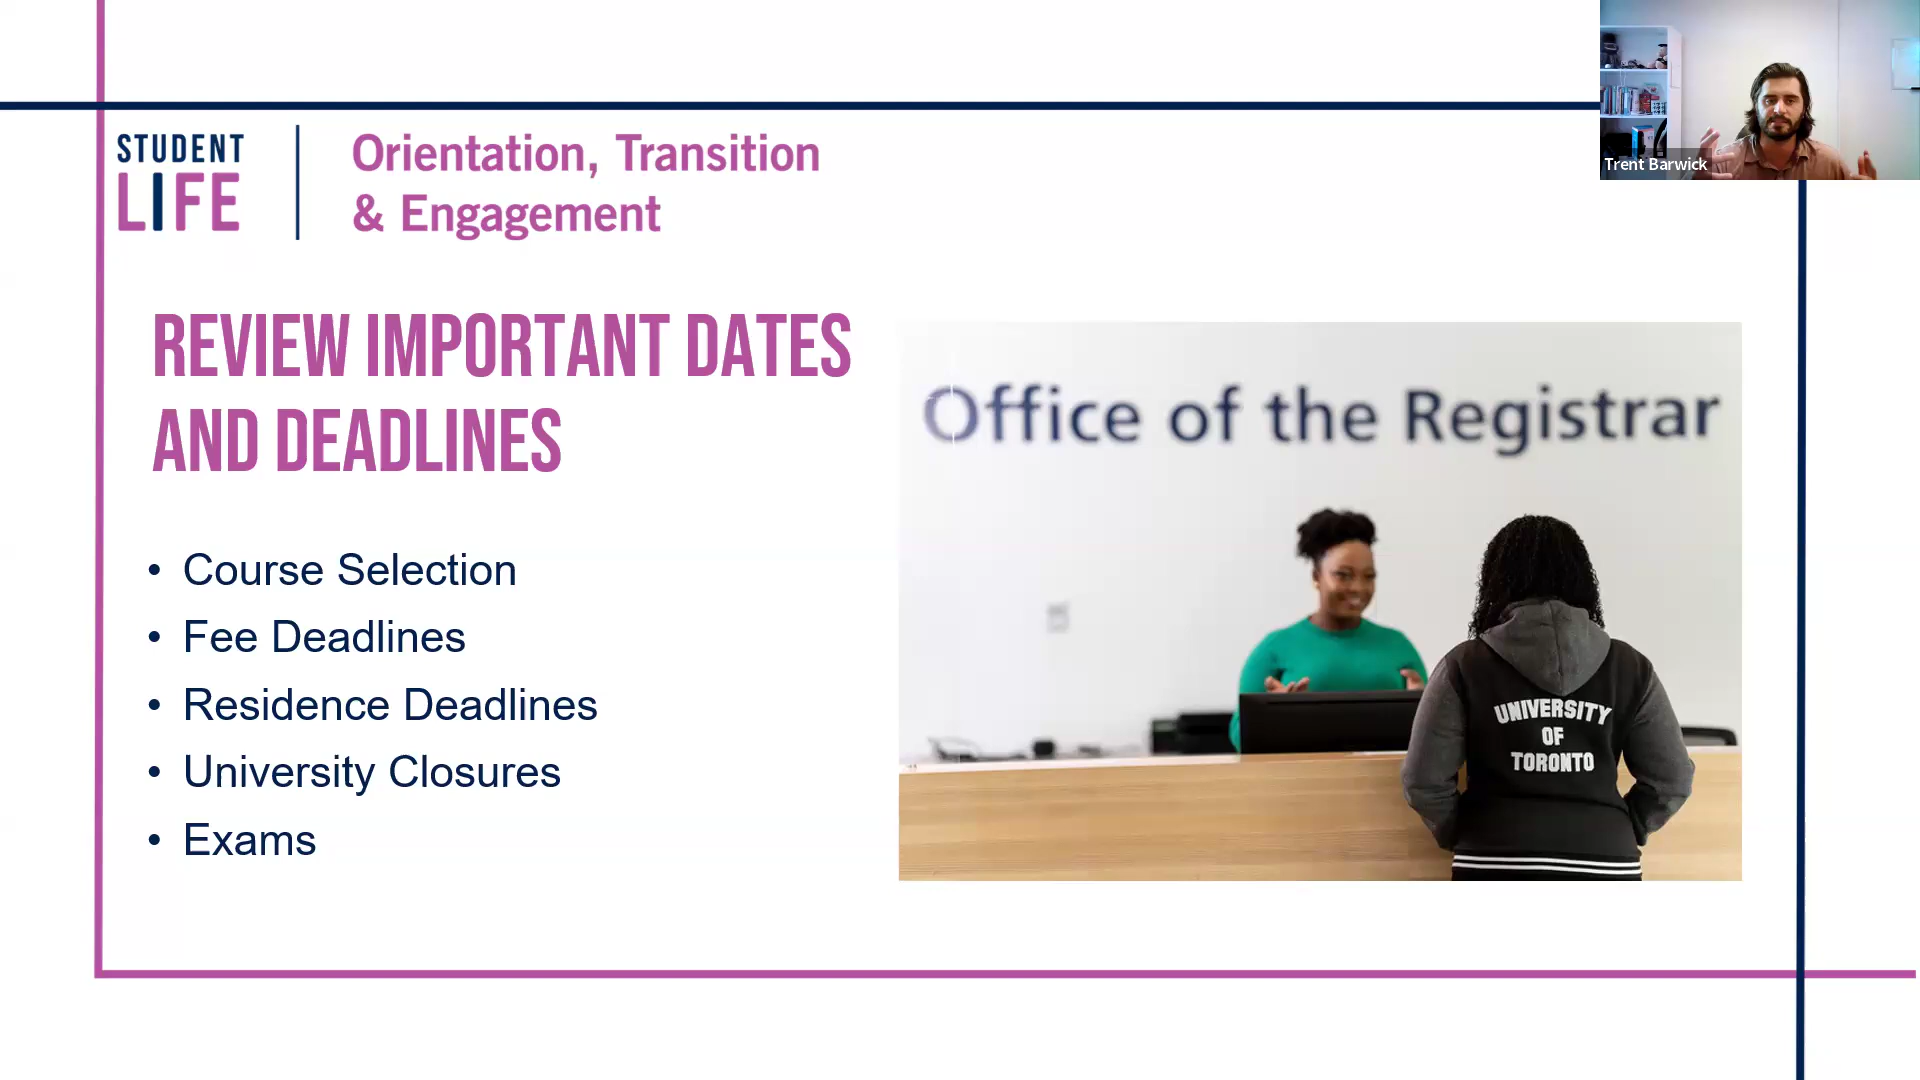 STUDENT
LIFE
Orientation, Transition
& Engagement
Trent Barwick
REVIEW IMPORTANT DATES
AND DEADLINES
• Course Selection
• Fee Deadlines
• Residence Deadlines
• University Closures
• Exams
Office of the Registrar
UNIVERSITY
OF
TORONTO